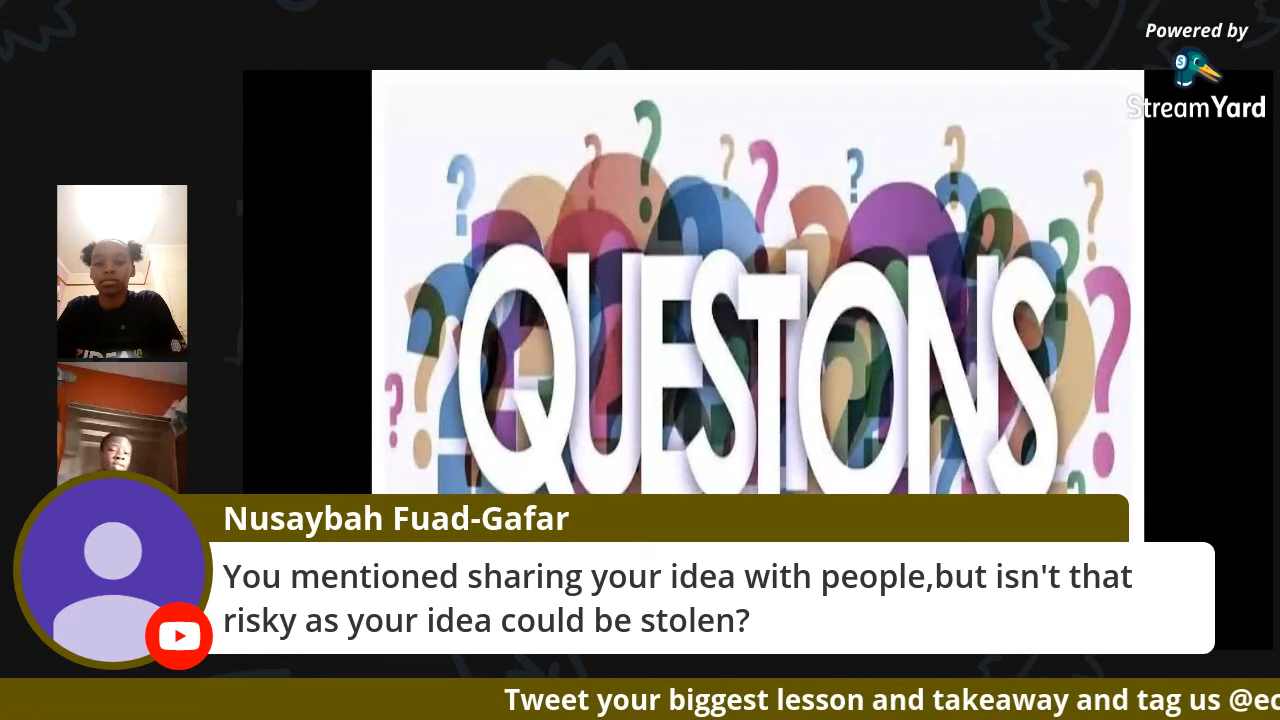 Powered by
StreamYard
QUESTIONS
Nusaybah Fuad-Gafar
You mentioned sharing your idea with people,but isn't that
risky as your idea could be stolen?
Tweet your biggest lesson and takeaway and tag us